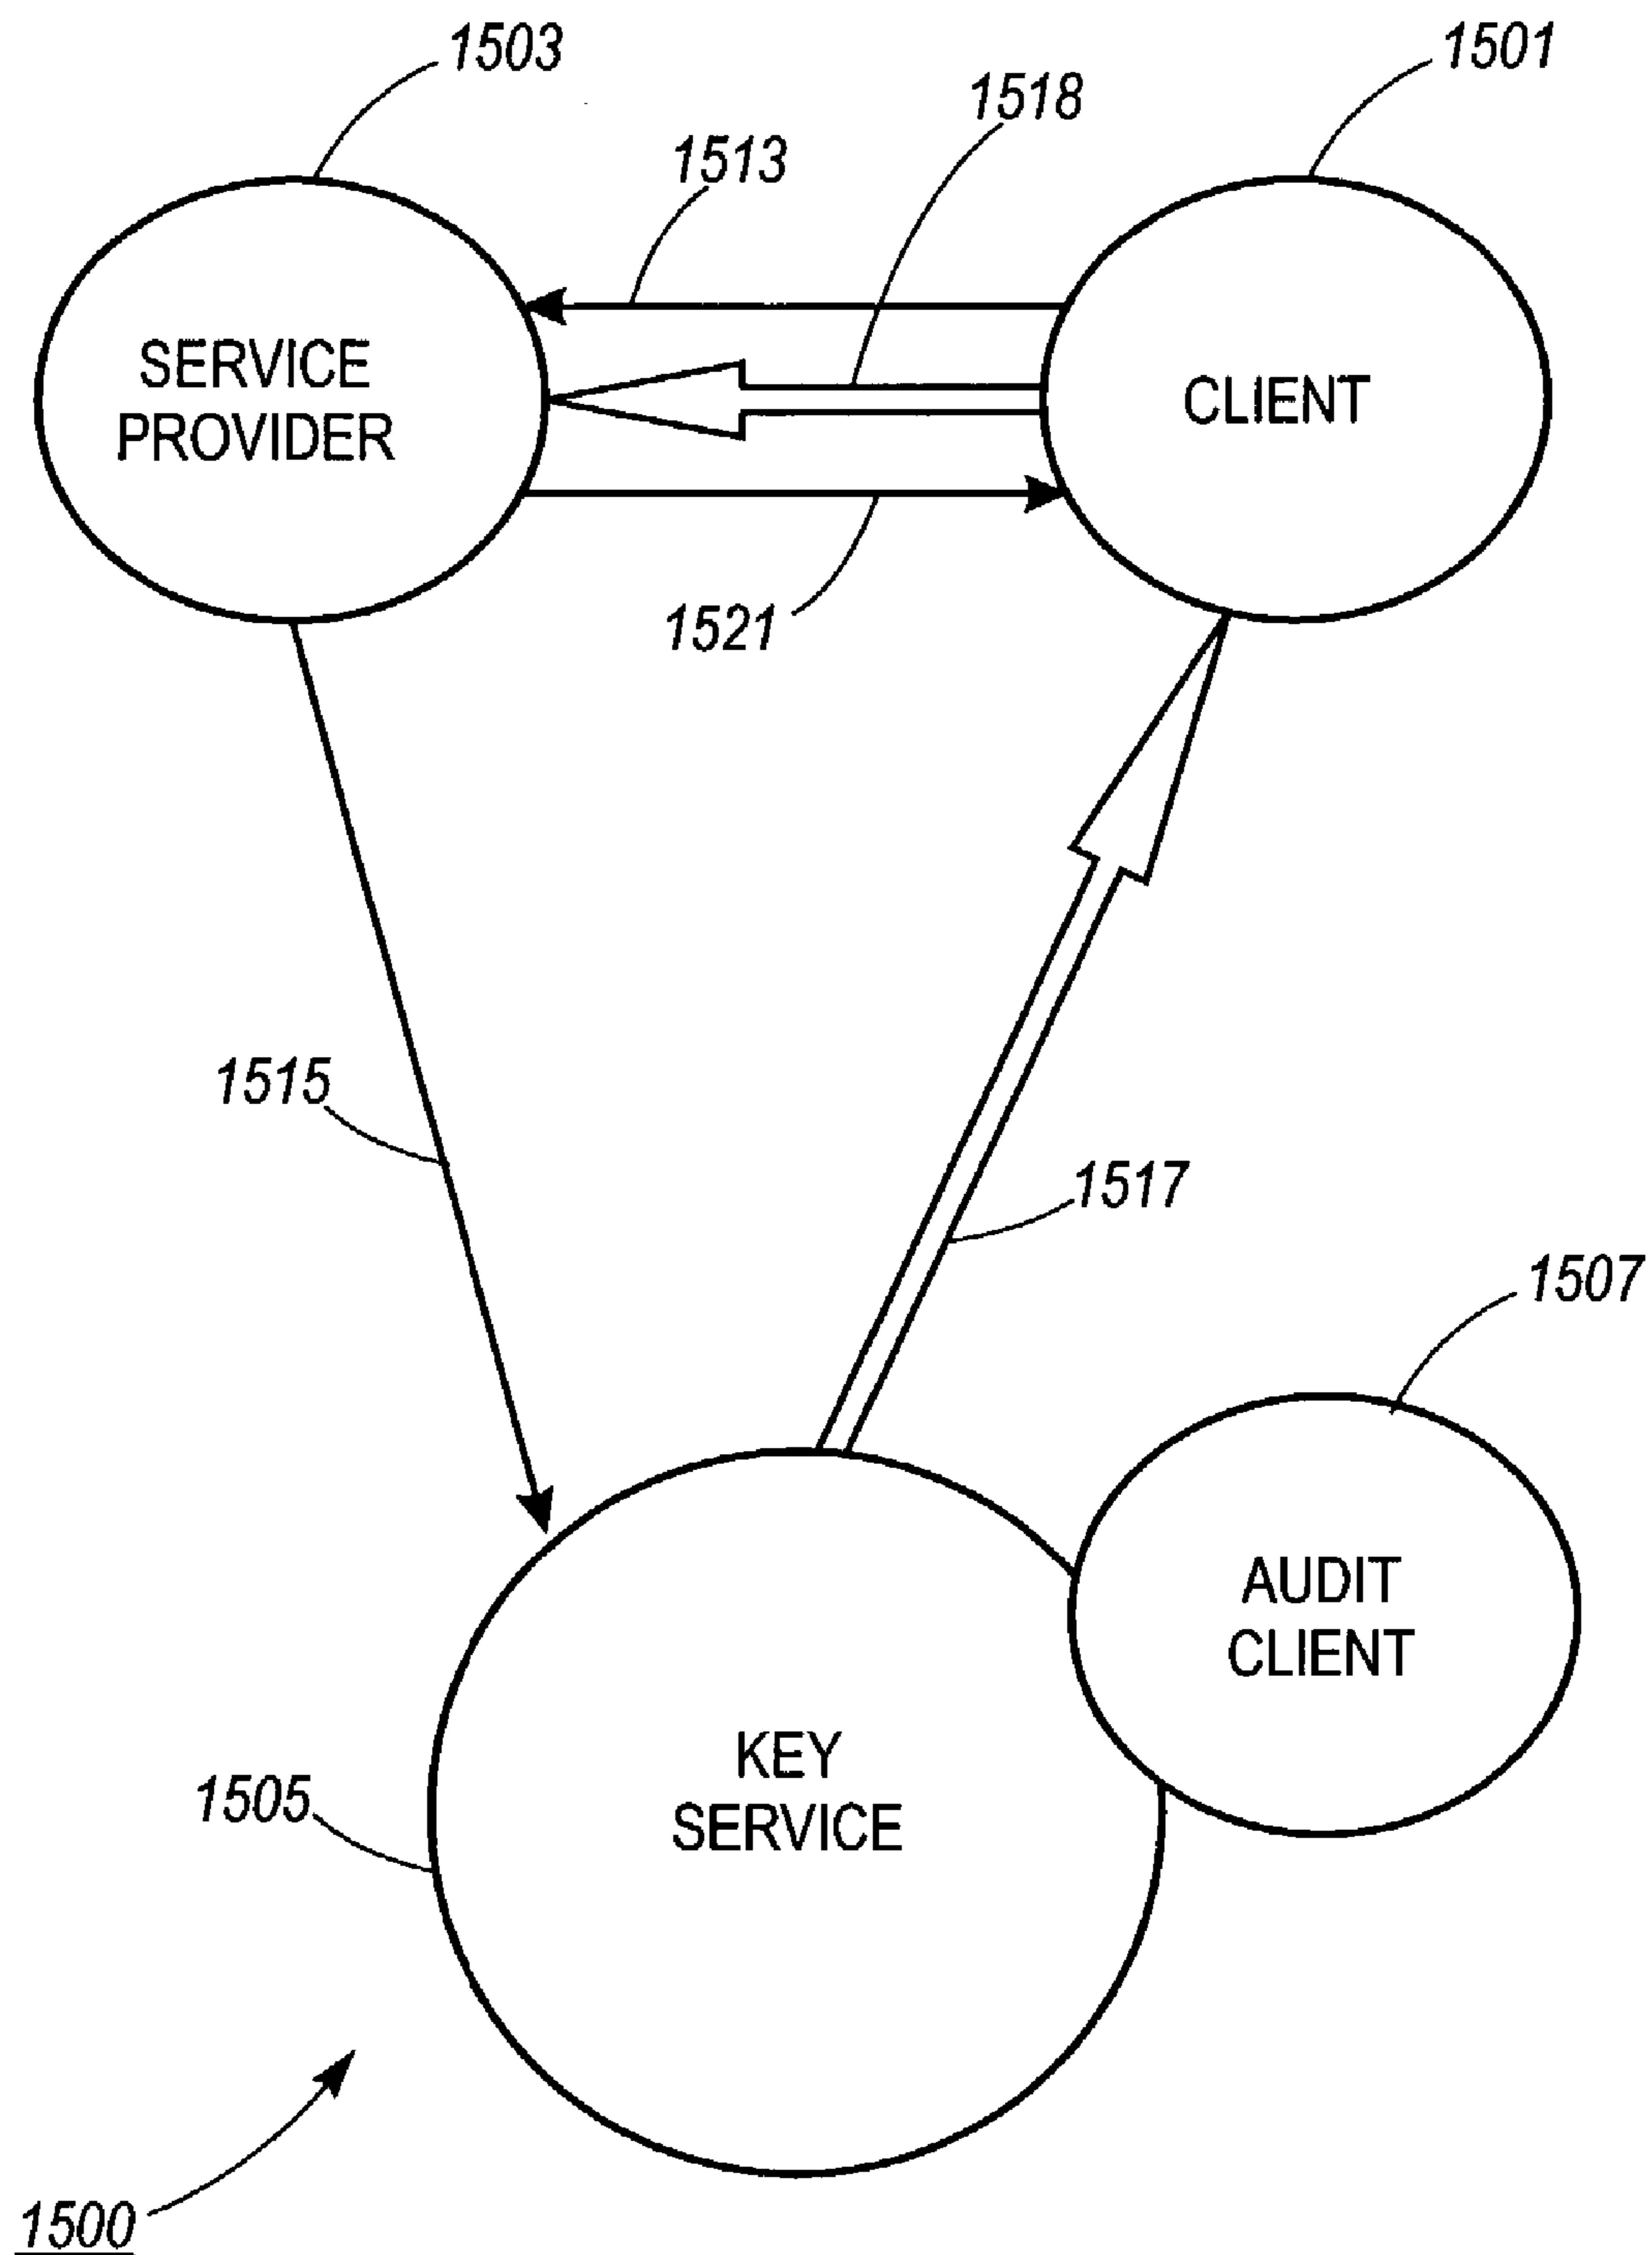 1503
1501
1518
1513
SERVICE
PROVIDER
CLIENT
1521
1515
1517
1507
AUDIT
CLIENT
KEY
SERVICE
1505
1500